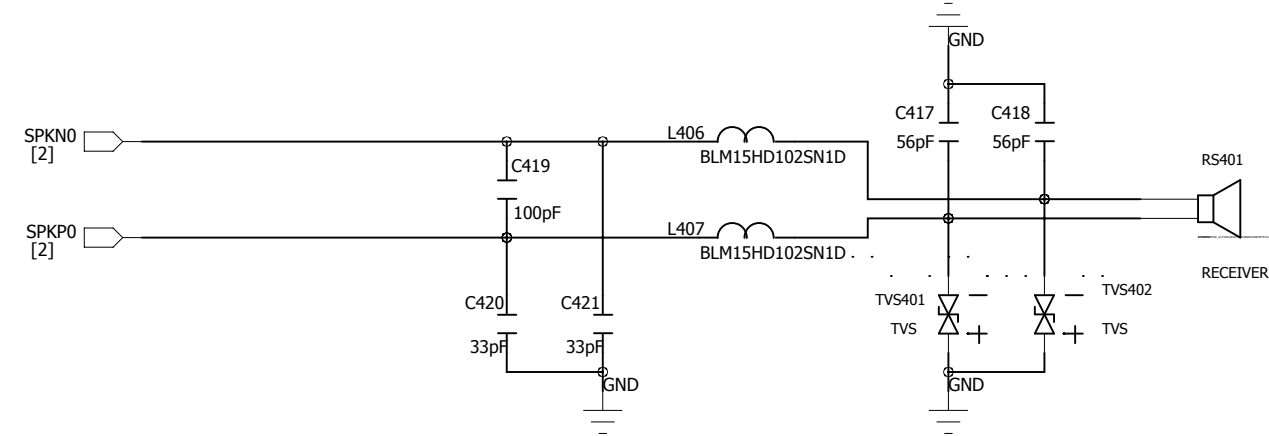 GND
C417
C418
SPKN0
[2]
L406
56pF
56pF
BLM15HD102SN1D
RS401
C419
100pF
SPKP0
[2]
L407
BLM15HD102SN1D
RECEIVER
C420
C421
TVS401
TVS402
TVS
TVS
33pF
33pF
GND
GND